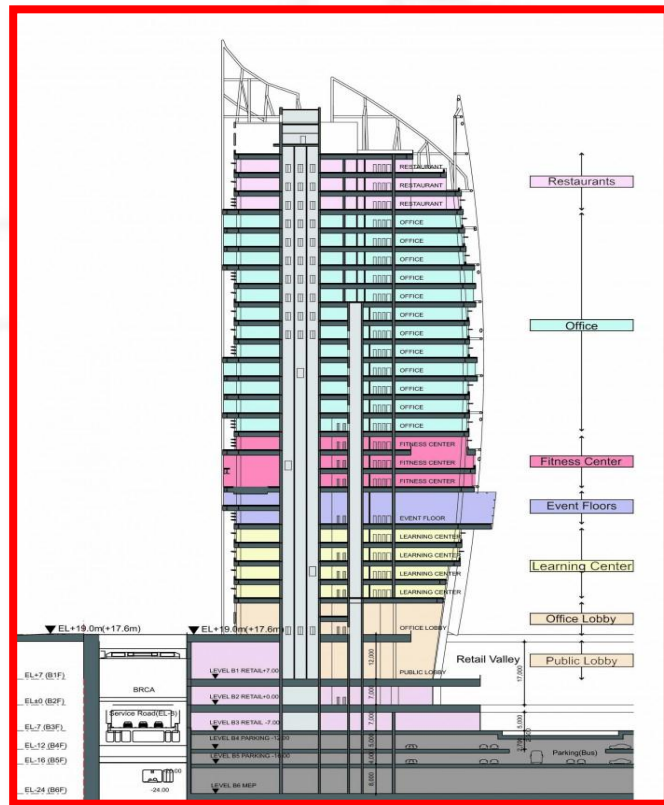 RESTAURANT
RESTAURANT
RESTAURANT
Restaurants
OFFICE
OFFICE
OFFICE
OFFICE
OFFICE
OFFICE
Office
OFFICE
OFFICE
OFFICE
OFFICE
OFFICE
OFFICE
FITNESS CENTER
FITNESS CENTER
Fitness Center
FITNESS CENTER
EVENT FLOOR
Event Floors
LEARNING CENTER
LEARNING CENTER
Learning Center
LEARNING CENTER
LEARNING CENTER
Office Lobby
EL+19.0m(+17.6m)
EL+19.0m(+17.6m)
OFFICE LOBBY
12,000
Retail Valley
Public Lobby
LEVEL B1 RETAIL+7.00
PUBLIC LOBBY
17,000
EL+7 (B1F)
BRCA
LEVEL B2 RETAIL+0.00
7,000
EL±0 (B2F)
Service Road(EL-5)
LEVEL B3 RETAIL -7.00
7,000
5,000
EL-7 (B3F)
LEVEL B4 PARKING -12.00
5,000
2,700
EL-12 (B4F)
LEVEL B5 PARKING -16.00
4,000
Parking(Bus)
EL-16 (B5F)
-24.00
LEVEL B6 MEP
8,000
EL-24 (B6F)